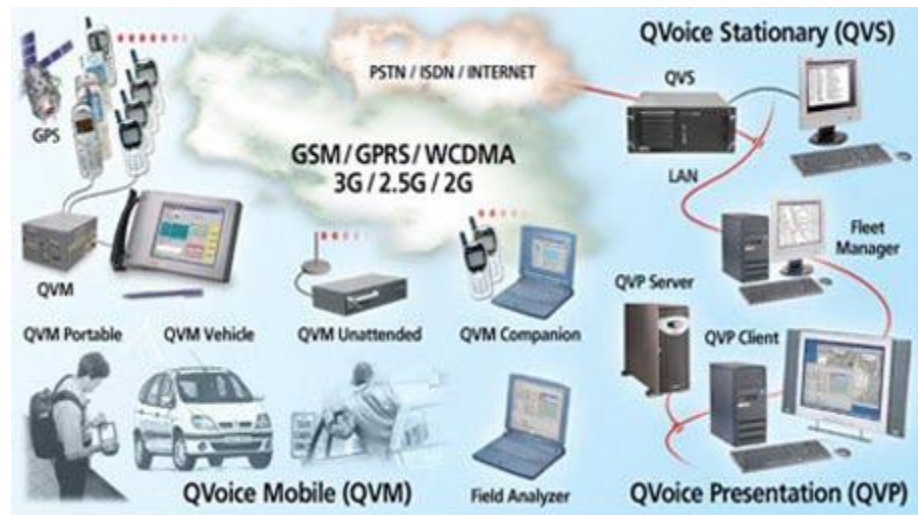 QVoice Stationary (QVS)
PSTN / ISDN / INTERNET
QVS
GPS
GSM / GPRS / WCDMA
3G / 2.5G / 2G
LAN
Fleet
Manager
QVM
QVP Server
QVM Portable
QVM Vehicle
QVM Unattended
QVM Companion
QVP Client
QVoice Mobile (QVM)
Field Analyzer
QVoice Presentation (QVP)